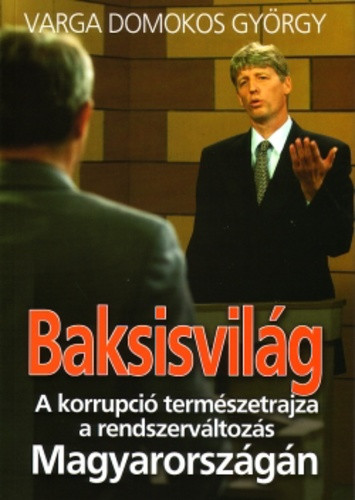 VARGA DOMOKOS GYÖRGY
Baksisvilág
A korrupció természetrajza
a rendszerváltozás
Magyarországán